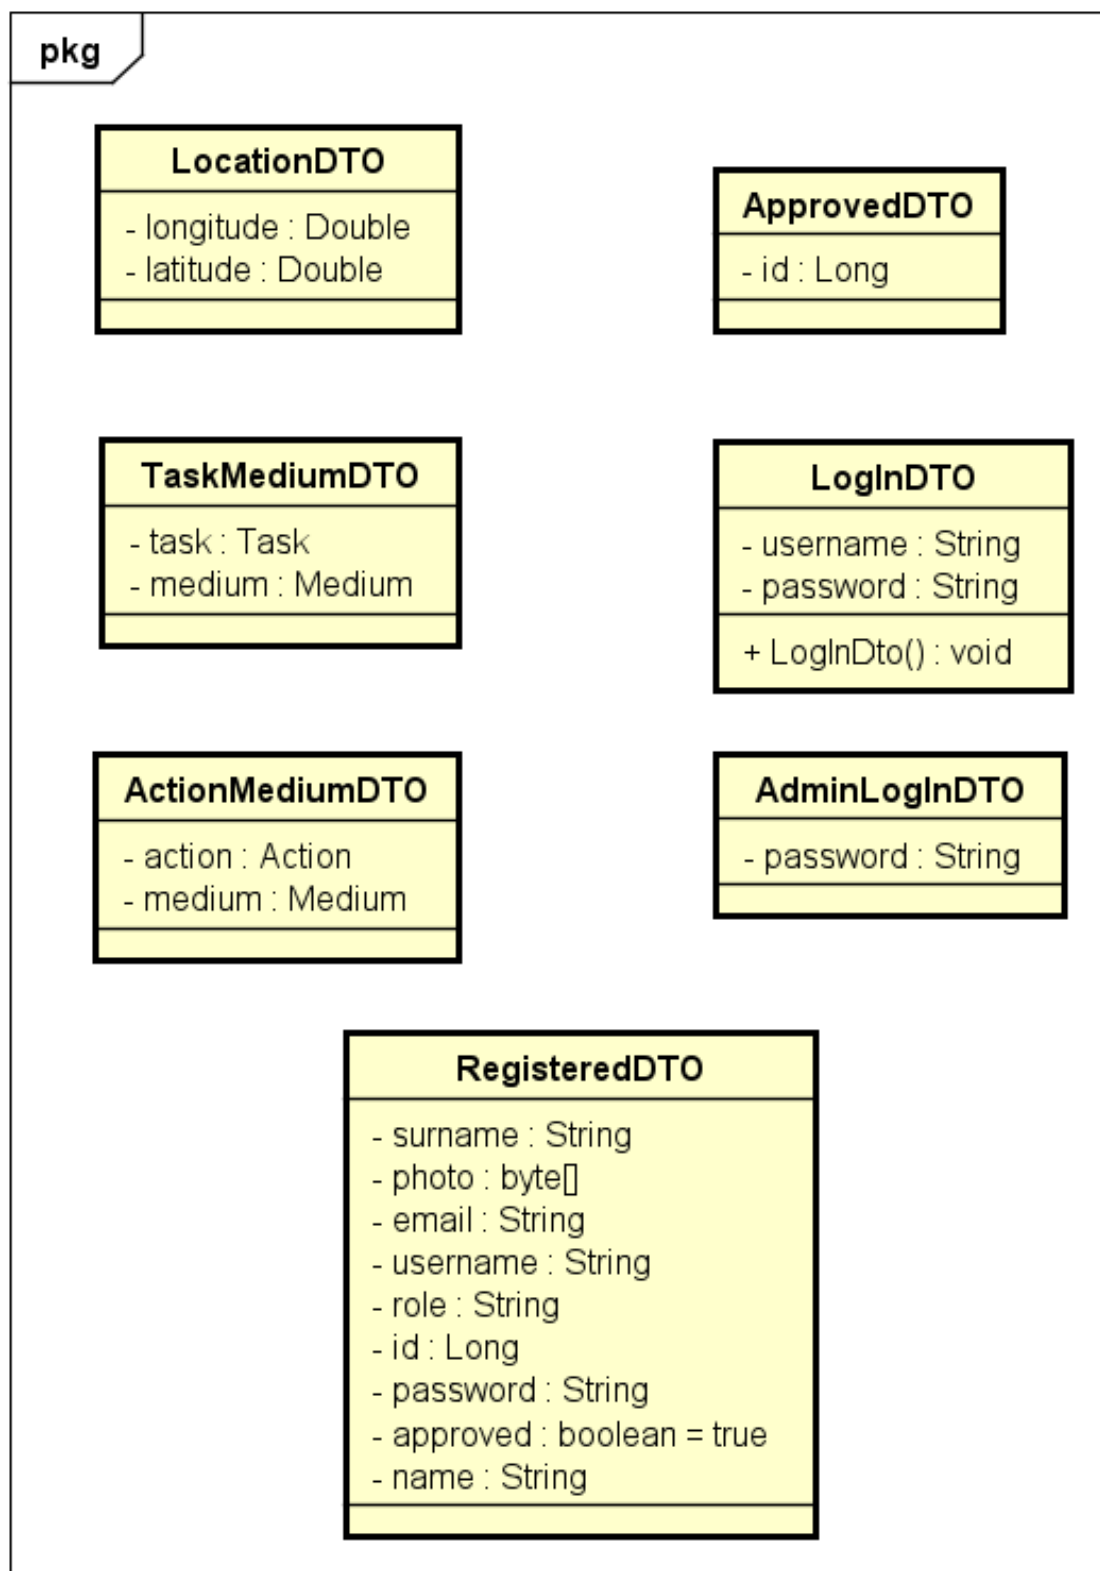 pkg
LocationDTO
- longitude : Double
- latitude : Double
ApprovedDTO
- id : Long
TaskMediumDTO
- task : Task
- medium : Medium
LogInDTO
- username : String
- password : String
+ LogInDto() : void
ActionMediumDTO
- action : Action
- medium : Medium
AdminLogInDTO
- password : String
RegisteredDTO
- surname : String
- photo : byte[]
- email : String
- username : String
- role : String
- id : Long
- password : String
- approved : boolean = true
- name : String